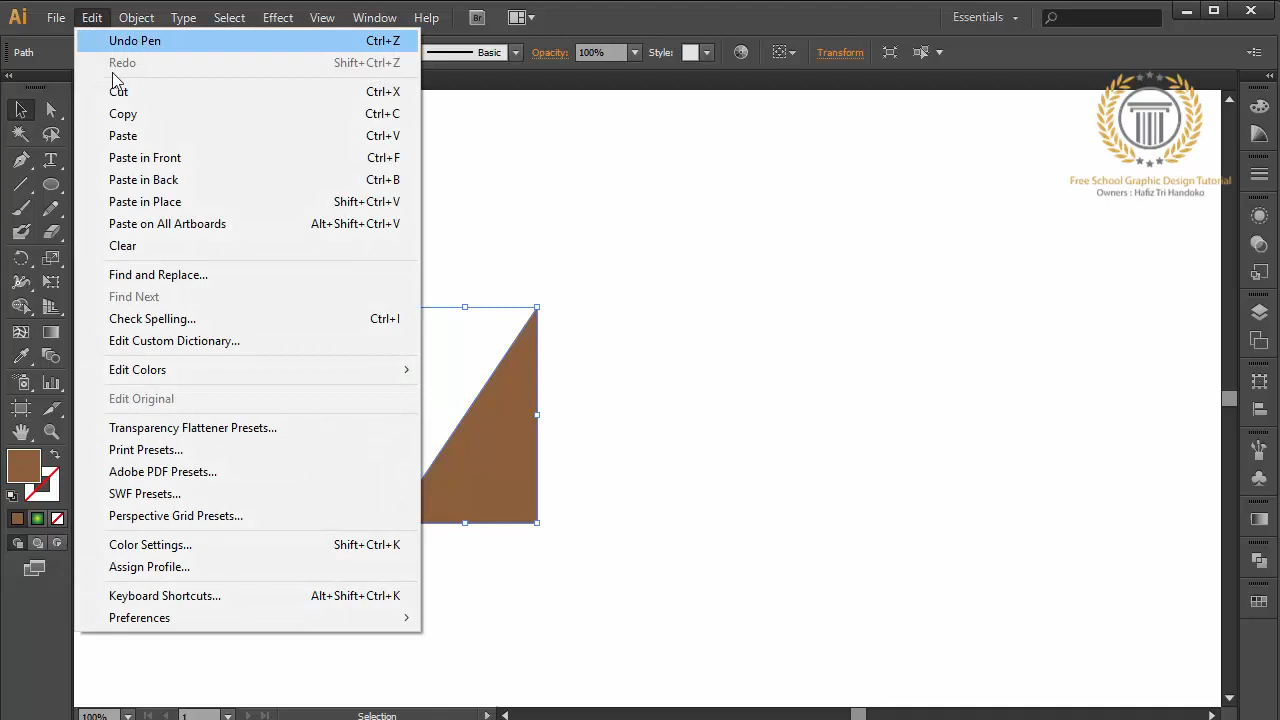 Ai File Edit Object Type Select Effect View Window Help Br Essentials
Path Basic Opacity: 100% Style: Transform
Undo Pen Ctrl+Z
Redo Shift+Ctrl+Z
Cut Ctrl+X
Copy Ctrl+C
Paste Ctrl+V
Paste in Front Ctrl+F
Paste in Back Ctrl+B
Paste in Place Shift+Ctrl+V
Paste on All Artboards Alt+Shift+Ctrl+V
Clear
Find and Replace...
Find Next
Check Spelling... Ctrl+I
Edit Custom Dictionary...
Edit Colors
Edit Original
Transparency Flattener Presets...
Print Presets...
Adobe PDF Presets...
SWF Presets...
Perspective Grid Presets...
Color Settings... Shift+Ctrl+K
Assign Profile...
Keyboard Shortcuts... Alt+Shift+Ctrl+K
Preferences
Free School Graphic Design Tutorial
Owners : Hafiz Tri Handoko
100% 1 Selection